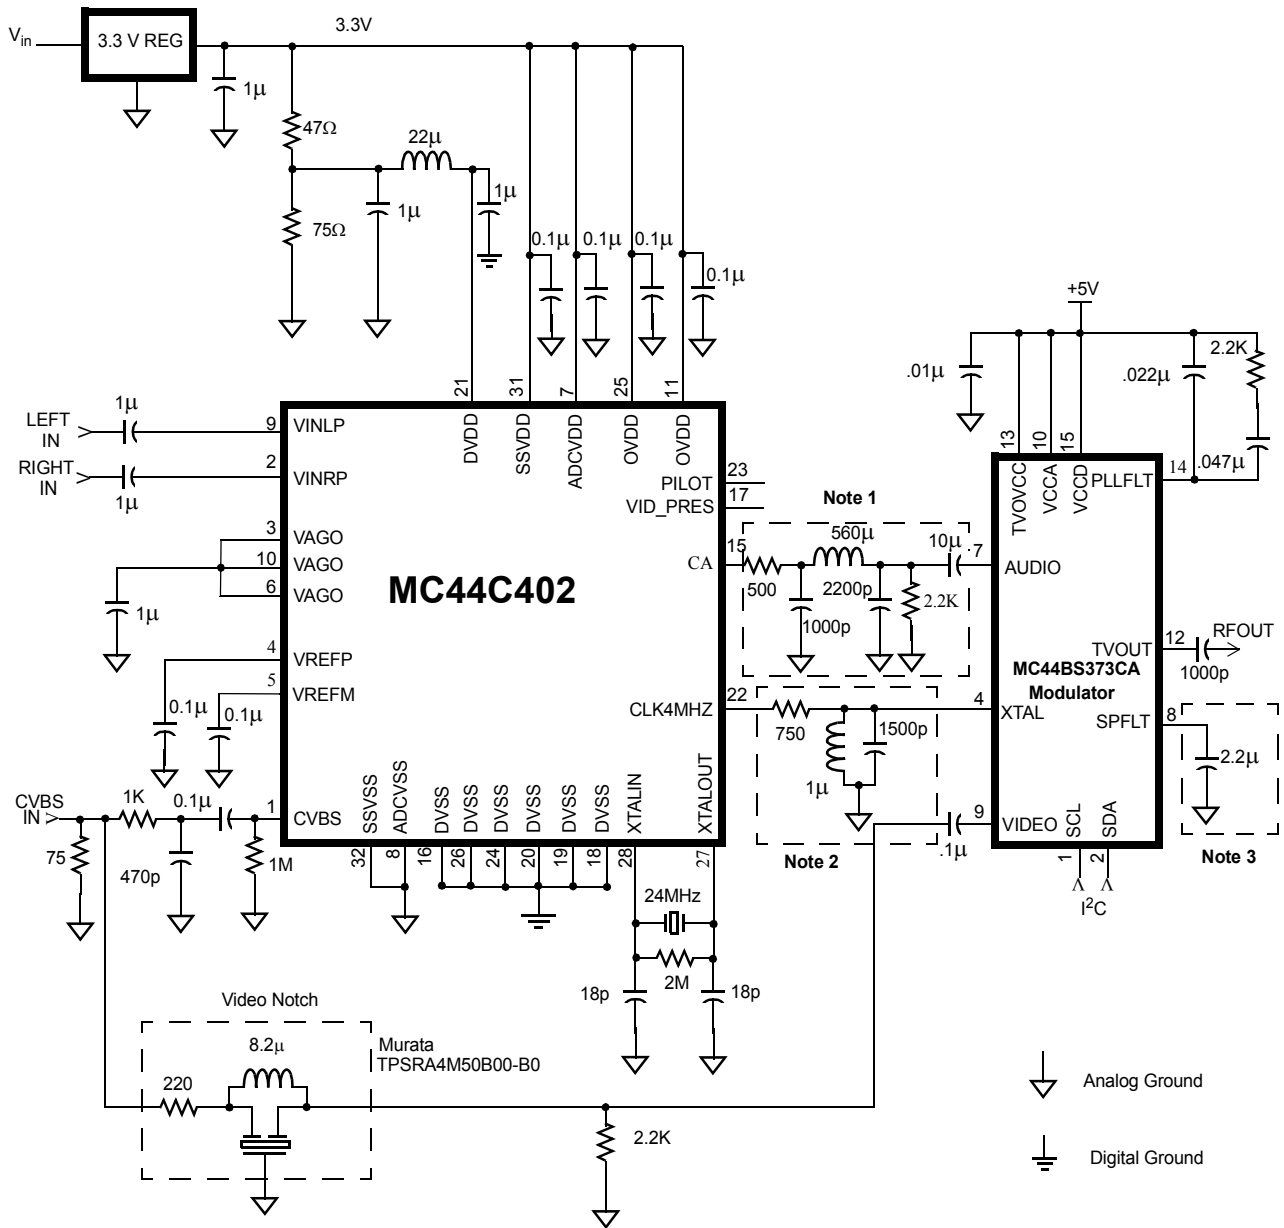 Vin
3.3 V REG
3.3V
1µ
47Ω
22µ
1µ
1µ
75Ω
0.1µ
0.1µ
0.1µ
0.1µ
+5V
.01µ
.022µ
2.2K
.047µ
21
31
7
25
11
13
10
15
14
LEFT
IN
1µ
9
VINLP
DVDD
SSVDD
ADCVDD
OVDD
OVDD
TVOVCC
VCCA
VCCD
PLLFLT
RIGHT
IN
1µ
2
VINRP
PILOT
23
VID_PRES
17
Note 1
3
VAGO
10
VAGO
6
VAGO
1µ
MC44C402
CA
15
500
560µ
1000p
2200p
2.2K
10µ
7
AUDIO
4
VREFP
5
VREFM
0.1µ
0.1µ
TVOUT
12
RFOUT
1000p
MC44BS373CA
Modulator
CLK4MHZ
22
750
1500p
1µ
4
XTAL
SPFLT
8
2.2µ
Note 2
Note 3
CVBS
IN
75
1K
470p
0.1µ
1M
1
CVBS
SSVSS
ADCVSS
DVSS
DVSS
DVSS
DVSS
DVSS
DVSS
XTALIN
XTALOUT
32
8
16
26
24
20
19
18
28
27
.1µ
9
VIDEO
SCL
SDA
1
2
I2C
24MHz
2M
18p
18p
Video Notch
8.2µ
220
Murata
TPSRA4M50B00-B0
2.2K
Analog Ground
Digital Ground